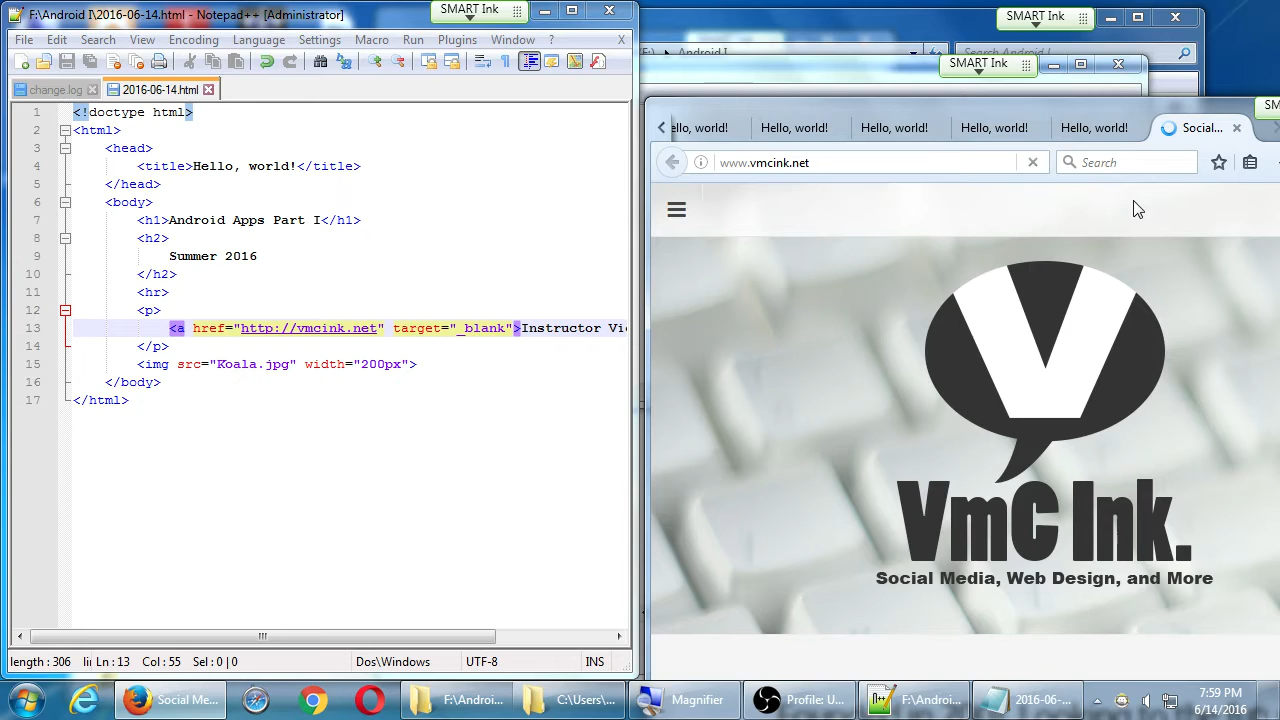 F:\Android I\2016-06-14.html - Notepad++ [Administrator]
SMART Ink
SMART Ink
File Edit Search View Encoding Language Settings Macro Run Plugins Window ? X
Android I
Search Android I
SMART Ink
change.log
2016-06-14.html
1 <!doctype html>
2 <html>
3 <head>
4 <title>Hello, world!</title>
5 </head>
6 <body>
7 <h1>Android Apps Part I</h1>
8 <h2>
9 Summer 2016
10 </h2>
11 <hr>
12 <p>
13 <a href="http://vmcink.net" target="_blank">Instructor Vi
14 </p>
15 <img src="Koala.jpg" width="200px">
16 </body>
17 </html>
SM
ello, world! Hello, world! Hello, world! Hello, world! Hello, world! Social...
www.vmcink.net
Search
V
VmC Ink.
Social Media, Web Design, and More
length : 306 li Ln : 13 Col : 55 Sel : 0 | 0 Dos\Windows UTF-8 INS
Social Me...
F:\Androi...
C:\Users\...
Magnifier
Profile: U...
F:\Androi...
2016-06-...
7:59 PM
6/14/2016